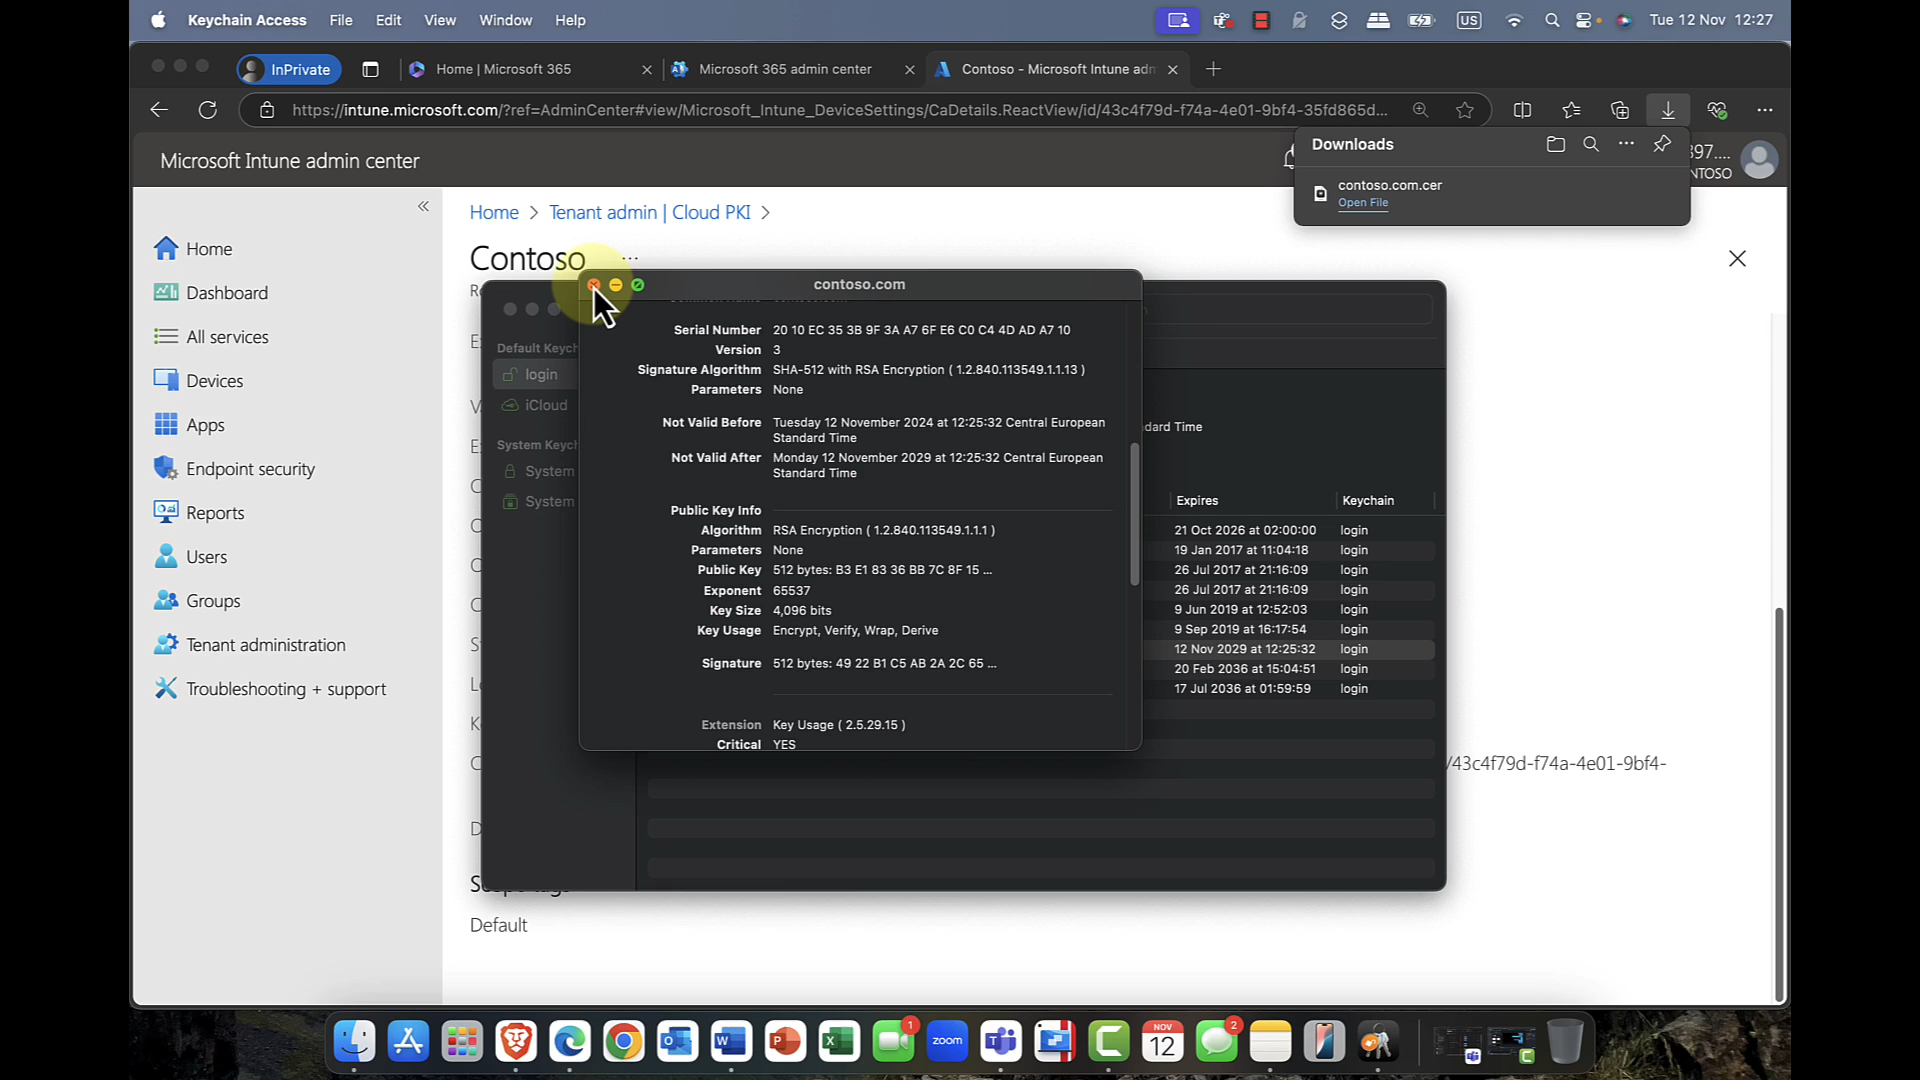 Keychain Access File Edit View Window Help
US
Tue 12 Nov 12:27
InPrivate
Home | Microsoft 365
Microsoft 365 admin center
Contoso - Microsoft Intune adm
https://intune.microsoft.com/?ref=AdminCenter#view/Microsoft_Intune_DeviceSettings/CaDetails.ReactView/id/43c4f79d-f74a-4e01-9bf4-35fd865d...
Microsoft Intune admin center
Downloads
contoso.com.cer
Open File
397....
NTOSO
Home
Dashboard
All services
Devices
Apps
Endpoint security
Reports
Users
Groups
Tenant administration
Troubleshooting + support
Home > Tenant admin | Cloud PKI >
Contoso ...
Default Keych
login
iCloud
System Keych
System
System
contoso.com
Serial Number 20 10 EC 35 3B 9F 3A A7 6F E6 C0 C4 4D AD A7 10
Version 3
Signature Algorithm SHA-512 with RSA Encryption ( 1.2.840.113549.1.1.13 )
Parameters None
Not Valid Before Tuesday 12 November 2024 at 12:25:32 Central European
Standard Time
Not Valid After Monday 12 November 2029 at 12:25:32 Central European
Standard Time
Public Key Info
Algorithm RSA Encryption ( 1.2.840.113549.1.1.1 )
Parameters None
Public Key 512 bytes: B3 E1 83 36 BB 7C 8F 15 ...
Exponent 65537
Key Size 4,096 bits
Key Usage Encrypt, Verify, Wrap, Derive
Signature 512 bytes: 49 22 B1 C5 AB 2A 2C 65 ...
Extension Key Usage ( 2.5.29.15 )
Critical YES
dard Time
Expires Keychain
21 Oct 2026 at 02:00:00 login
19 Jan 2017 at 11:04:18 login
26 Jul 2017 at 21:16:09 login
26 Jul 2017 at 21:16:09 login
9 Jun 2019 at 12:52:03 login
9 Sep 2019 at 16:17:54 login
12 Nov 2029 at 12:25:32 login
20 Feb 2036 at 15:04:51 login
17 Jul 2036 at 01:59:59 login
/43c4f79d-f74a-4e01-9bf4-
Default
1
zoom
NOV
12
2